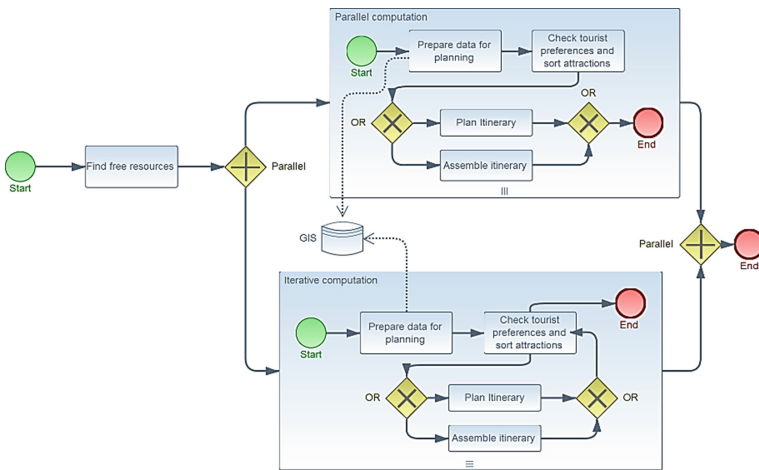 Parallel computation
Start
Prepare data for
planning
Check tourist
preferences and
sort attractions
OR
OR
Plan Itinerary
Assemble itinerary
End
Start
Find free resources
Parallel
GIS
Parallel
End
Iterative computation
Start
Prepare data for
planning
Check tourist
preferences and
sort attractions
End
OR
Plan Itinerary
OR
Assemble itinerary